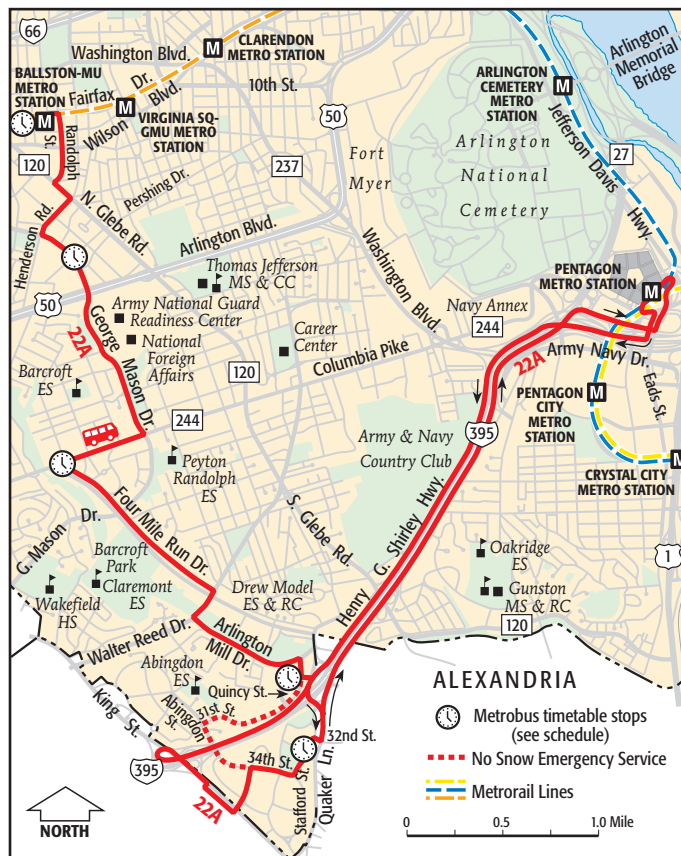 66
Washington Blvd.
CLARENDON
METRO STATION
BALLSTON-MU
METRO
STATION
Fairfax Dr.
10th St.
VIRGINIA SQ-
GMU METRO
STATION
Wilson Blvd.
Randolph St.
120
Pershing Dr.
237
50
ARLINGTON
CEMETERY
METRO
STATION
Arlington
Memorial
Bridge
Jefferson Davis Hwy.
27
Fort
Myer
Arlington
National
Cemetery
Henderson Rd.
N. Glebe Rd.
Arlington Blvd.
Washington Blvd.
50
Thomas Jefferson
MS & CC
Army National Guard
Readiness Center
National
Foreign
Affairs
Career
Center
120
Columbia Pike
Navy Annex
244
PENTAGON
METRO STATION
22A
George Mason Dr.
Barcroft
ES
22A
Army Navy Dr.
Eads St.
PENTAGON
CITY
METRO
STATION
CRYSTAL CITY
METRO STATION
244
Peyton
Randolph
ES
Army & Navy
Country Club
395
G. Mason Dr.
Four Mile Run Dr.
S. Glebe Rd.
Henry G. Shirley Hwy.
1
Oakridge
ES
Gunston
MS & RC
120
Barcroft
Park
Claremont
ES
Wakefield
HS
Drew Model
ES & RC
Walter Reed Dr.
Arlington
Mill Dr.
Abingdon
ES
Quincy St.
31st St.
Abingdon St.
King St.
395
34th St.
32nd St.
Stafford St.
Quaker Ln.
22A
NORTH
ALEXANDRIA
Metrobus timetable stops
(see schedule)
No Snow Emergency Service
Metrorail Lines
0 0.5 1.0 Mile
M
M
M
M
M
M
M